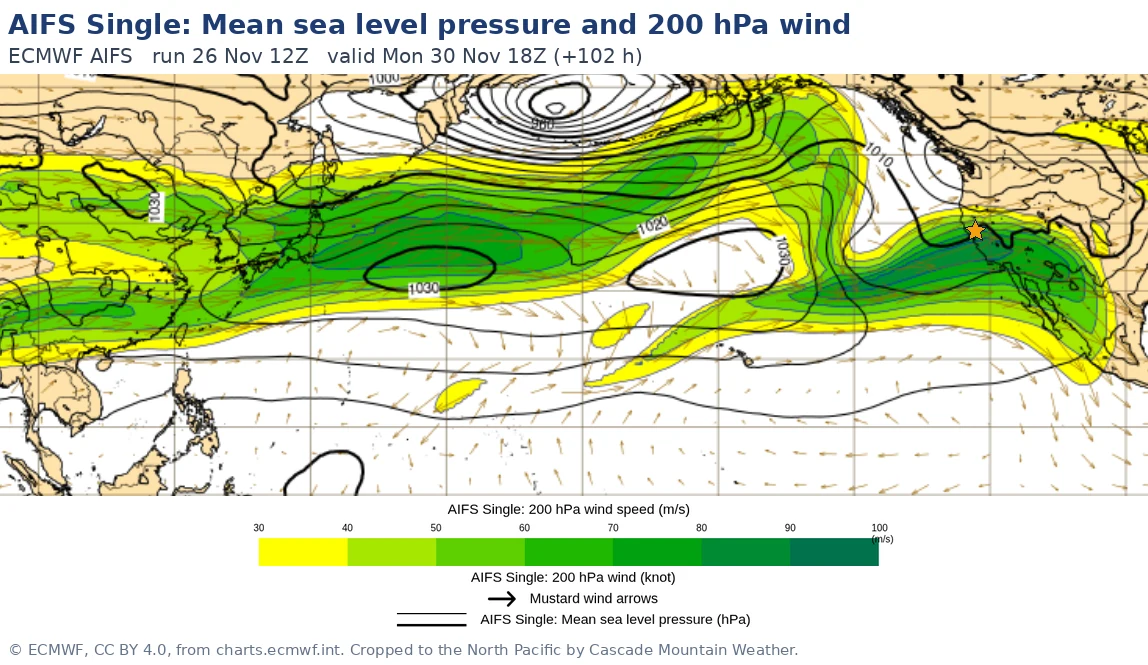 AIFS Single: Mean sea level pressure and 200 hPa wind
ECMWF AIFS   run 26 Nov 12Z   valid Mon 30 Nov 18Z (+102 h)
1000
960
1010
1030
1020
1030
1030
AIFS Single: 200 hPa wind speed (m/s)
30 40 50 60 70 80 90 100
(m/s)
AIFS Single: 200 hPa wind (knot)
Mustard wind arrows
AIFS Single: Mean sea level pressure (hPa)
© ECMWF, CC BY 4.0, from charts.ecmwf.int. Cropped to the North Pacific by Cascade Mountain Weather.